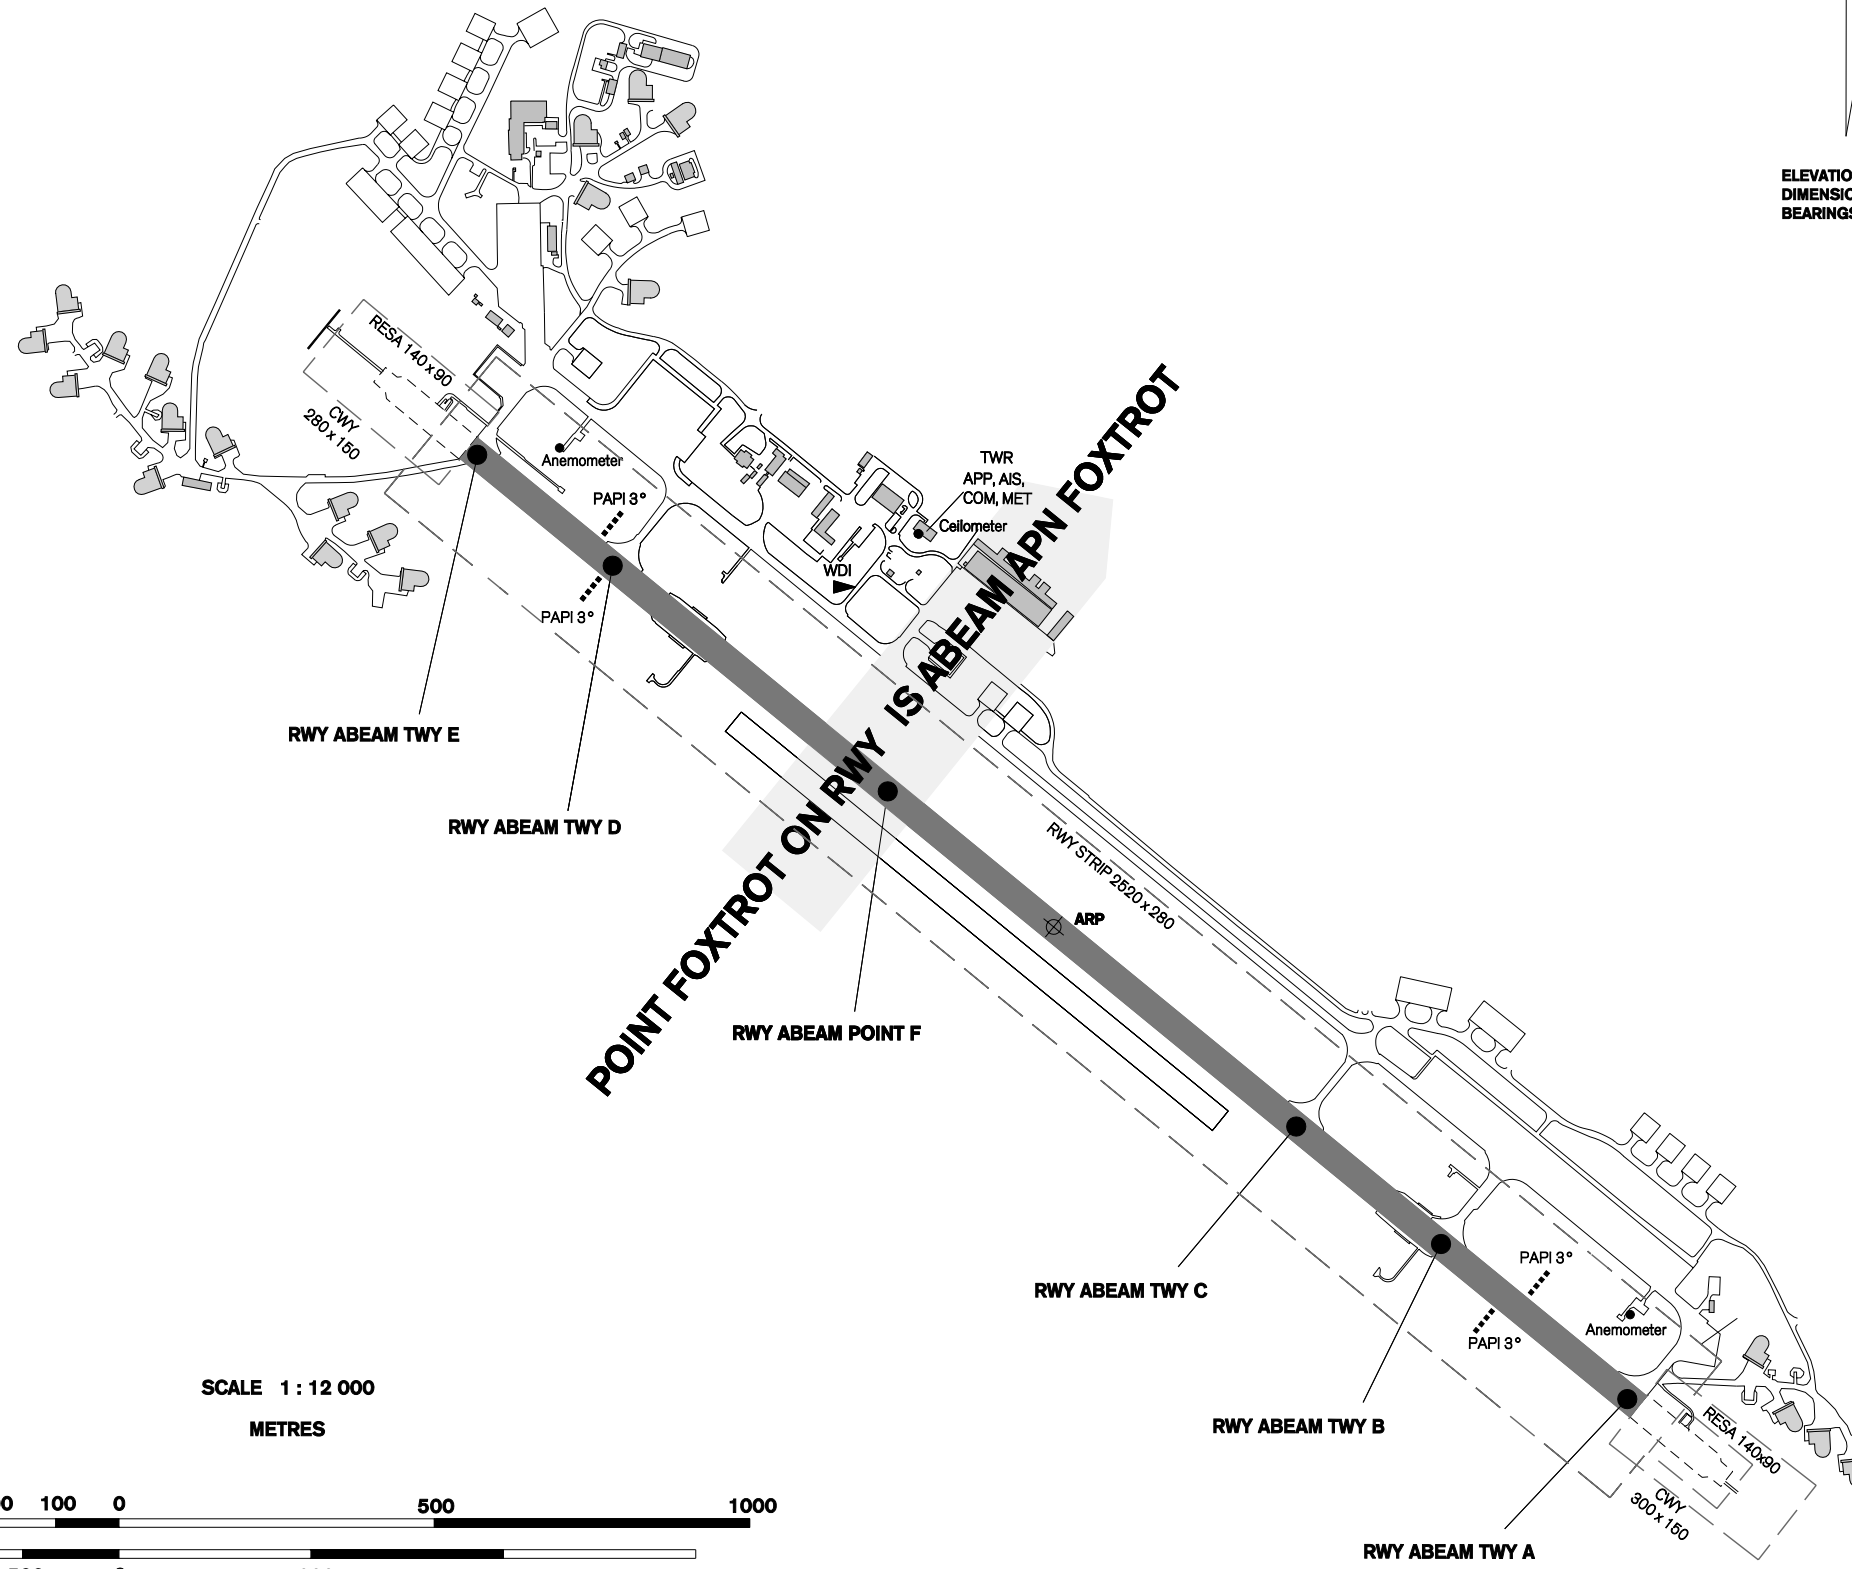 ELEVATIO
DIMENSIO
BEARINGS
RESA 140 x 90
CWY
280 x 150
Anemometer
PAPI 3°
PAPI 3°
TWR
APP, AIS,
COM, MET
Ceilometer
WDI
POINT FOXTROT ON RWY IS ABEAM APN FOXTROT
RWY ABEAM TWY E
RWY ABEAM TWY D
RWY STRIP 2520 x 280
ARP
RWY ABEAM POINT F
RWY ABEAM TWY C
PAPI 3°
PAPI 3°
Anemometer
RWY ABEAM TWY B
RESA 140x90
CWY
300 x 150
RWY ABEAM TWY A
SCALE 1 : 12 000
METRES
100 0 500 1000